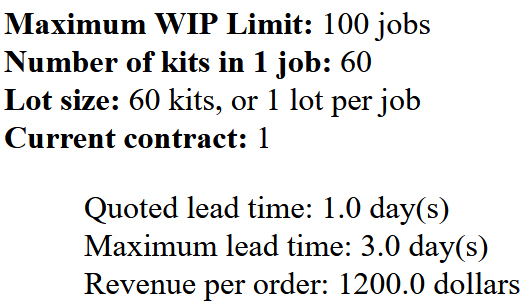 Maximum WIP Limit: 100 jobs
Number of kits in 1 job: 60
Lot size: 60 kits, or 1 lot per job
Current contract: 1
Quoted lead time: 1.0 day(s)
Maximum lead time: 3.0 day(s)
Revenue per order: 1200.0 dollars